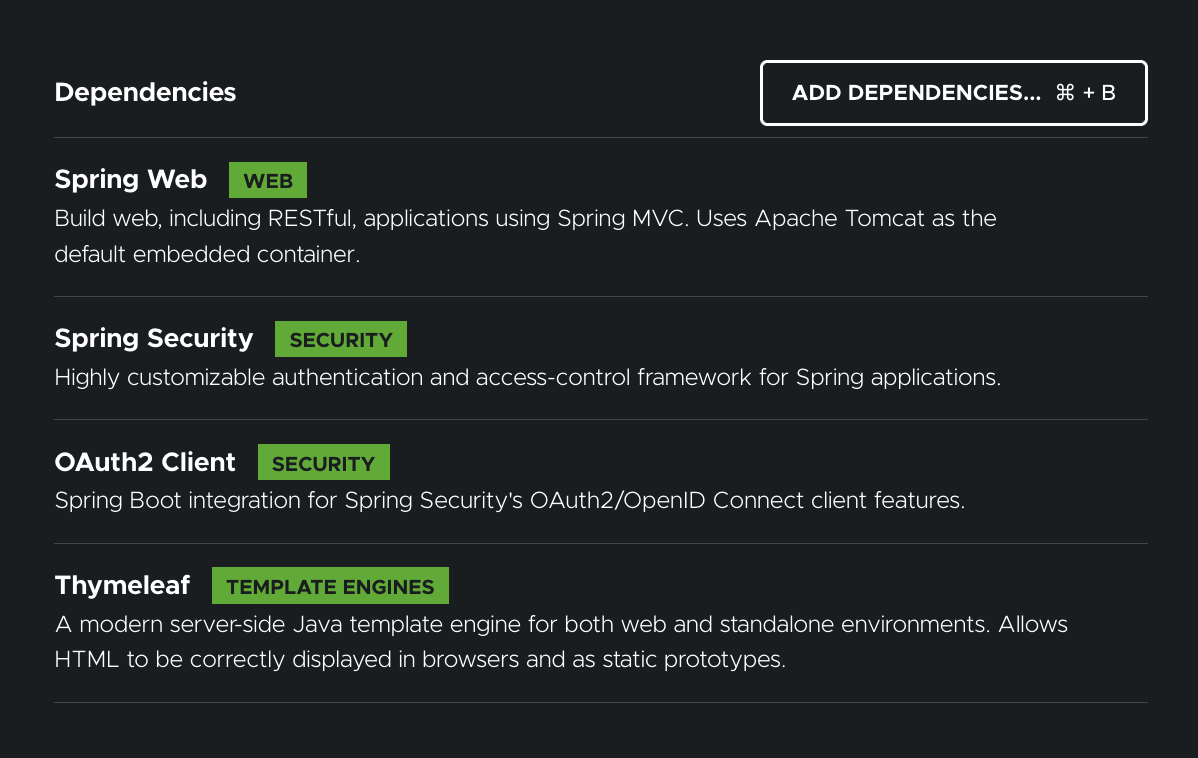 Dependencies
ADD DEPENDENCIES... ⌘ + B
Spring Web WEB
Build web, including RESTful, applications using Spring MVC. Uses Apache Tomcat as the
default embedded container.
Spring Security SECURITY
Highly customizable authentication and access-control framework for Spring applications.
OAuth2 Client SECURITY
Spring Boot integration for Spring Security's OAuth2/OpenID Connect client features.
Thymeleaf TEMPLATE ENGINES
A modern server-side Java template engine for both web and standalone environments. Allows
HTML to be correctly displayed in browsers and as static prototypes.